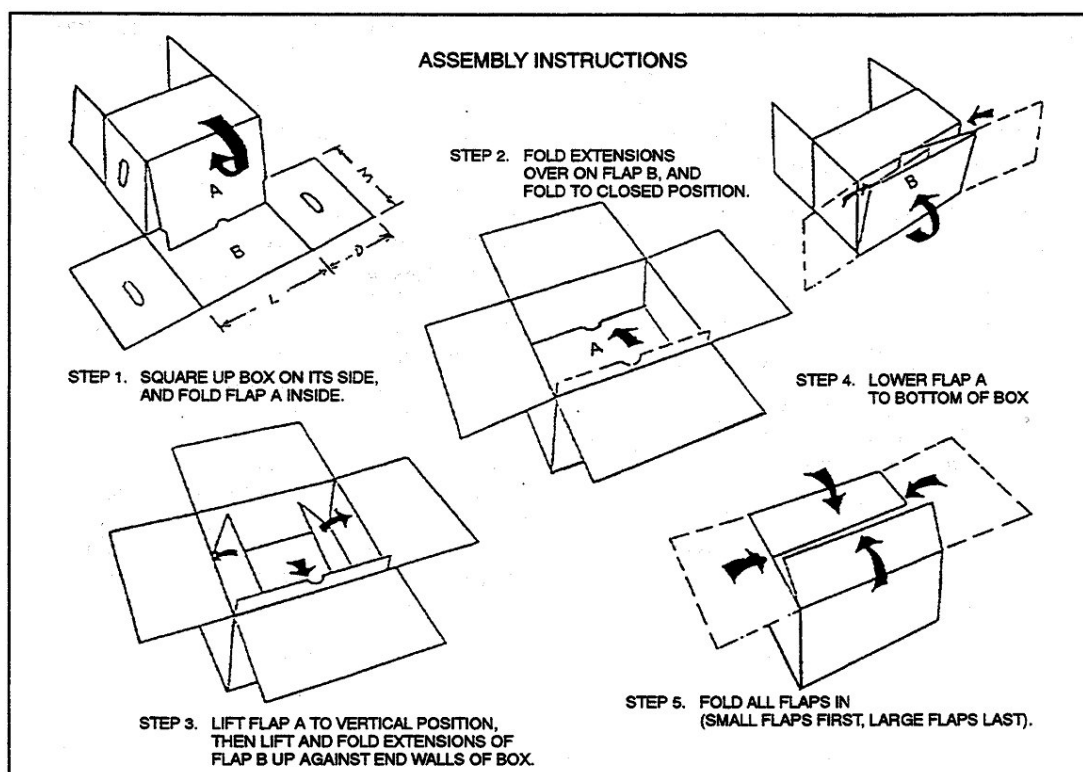 ASSEMBLY INSTRUCTIONS
A
B
L
D
W
STEP 1. SQUARE UP BOX ON ITS SIDE,
AND FOLD FLAP A INSIDE.
STEP 2. FOLD EXTENSIONS
OVER ON FLAP B, AND
FOLD TO CLOSED POSITION.
B
STEP 3. LIFT FLAP A TO VERTICAL POSITION,
THEN LIFT AND FOLD EXTENSIONS OF
FLAP B UP AGAINST END WALLS OF BOX.
A
STEP 4. LOWER FLAP A
TO BOTTOM OF BOX
STEP 5. FOLD ALL FLAPS IN
(SMALL FLAPS FIRST, LARGE FLAPS LAST).